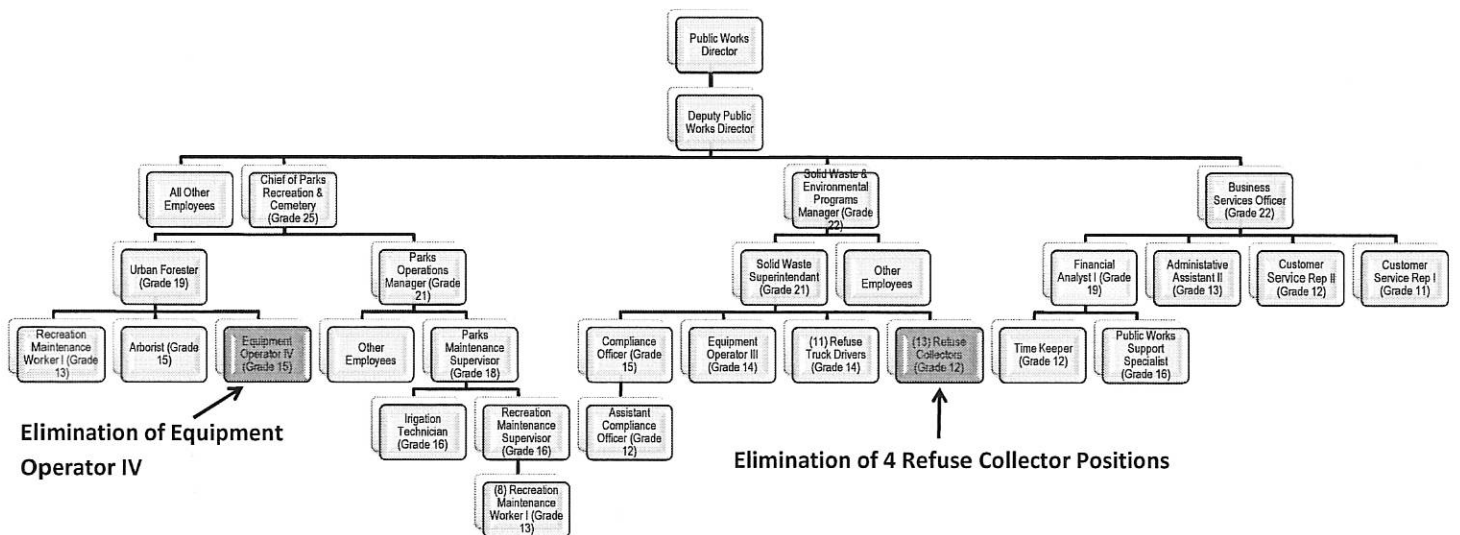 Public Works
Director
Deputy Public
Works Director
All Other
Employees
Chief of Parks
Recreation &
Cemetery
(Grade 25)
Solid Waste &
Environmental
Programs
Manager (Grade
22)
Business
Services Officer
(Grade 22)
Urban Forester
(Grade 19)
Parks
Operations
Manager (Grade
21)
Solid Waste
Superintendant
(Grade 21)
Other
Employees
Financial
Analyst I (Grade
19)
Administative
Assistant II
(Grade 13)
Customer
Service Rep II
(Grade 12)
Customer
Service Rep I
(Grade 11)
Recreation
Maintenance
Worker I (Grade
13)
Arborist (Grade
15)
Equipment
Operator IV
(Grade 15)
Other
Employees
Parks
Maintenance
Supervisor
(Grade 18)
Compliance
Officer (Grade
15)
Equipment
Operator III
(Grade 14)
(11) Refuse
Truck Drivers
(Grade 14)
(13) Refuse
Collectors
(Grade 12)
Time Keeper
(Grade 12)
Public Works
Support
Specialist
(Grade 16)
Irigation
Technician
(Grade 16)
Recreation
Maintenance
Supervisor
(Grade 16)
Assistant
Compliance
Officer (Grade
12)
(8) Recreation
Maintenance
Worker I (Grade
13)
Elimination of Equipment
Operator IV
Elimination of 4 Refuse Collector Positions